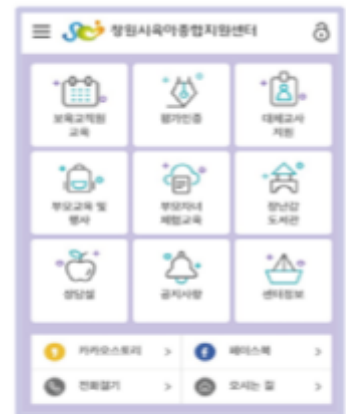 창원시육아종합지원센터
보육교직원
교육
평가인증
대체교사
지원
부모교육 및
행사
부모자녀
체험교육
장난감
도서관
상담실
공지사항
센터정보
카카오스토리
페이스북
전화걸기
오시는 길